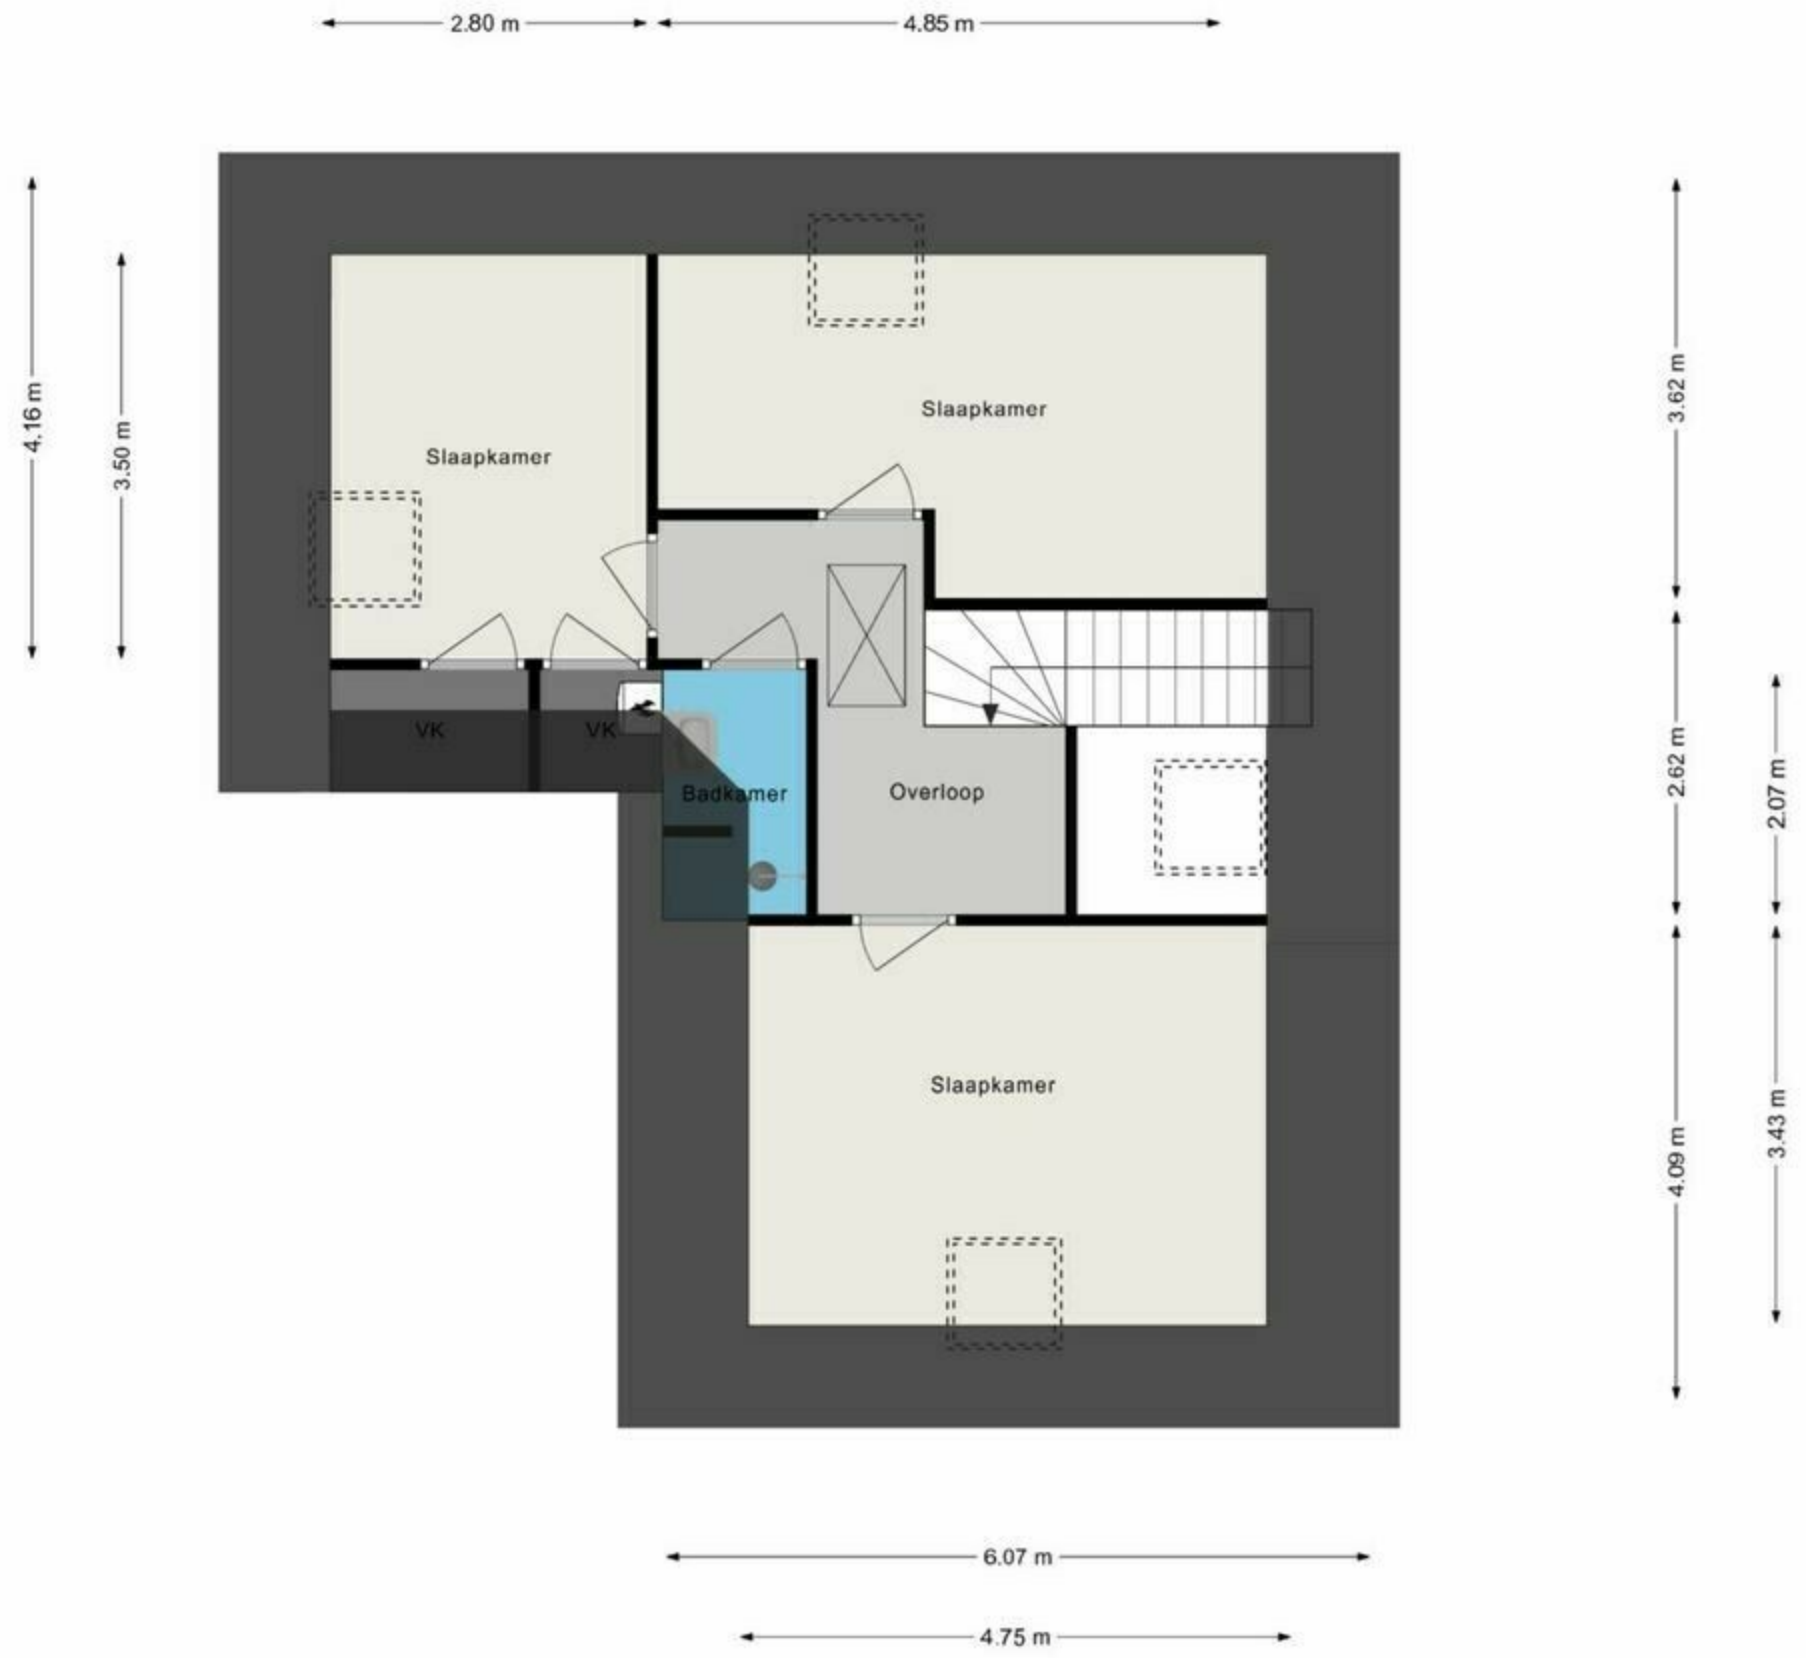 2.80 m
4.85 m
4.16 m
3.50 m
3.62 m
Slaapkamer
Slaapkamer
VK
VK
Badkamer
Overloop
2.62 m
2.07 m
Slaapkamer
4.09 m
3.43 m
6.07 m
4.75 m